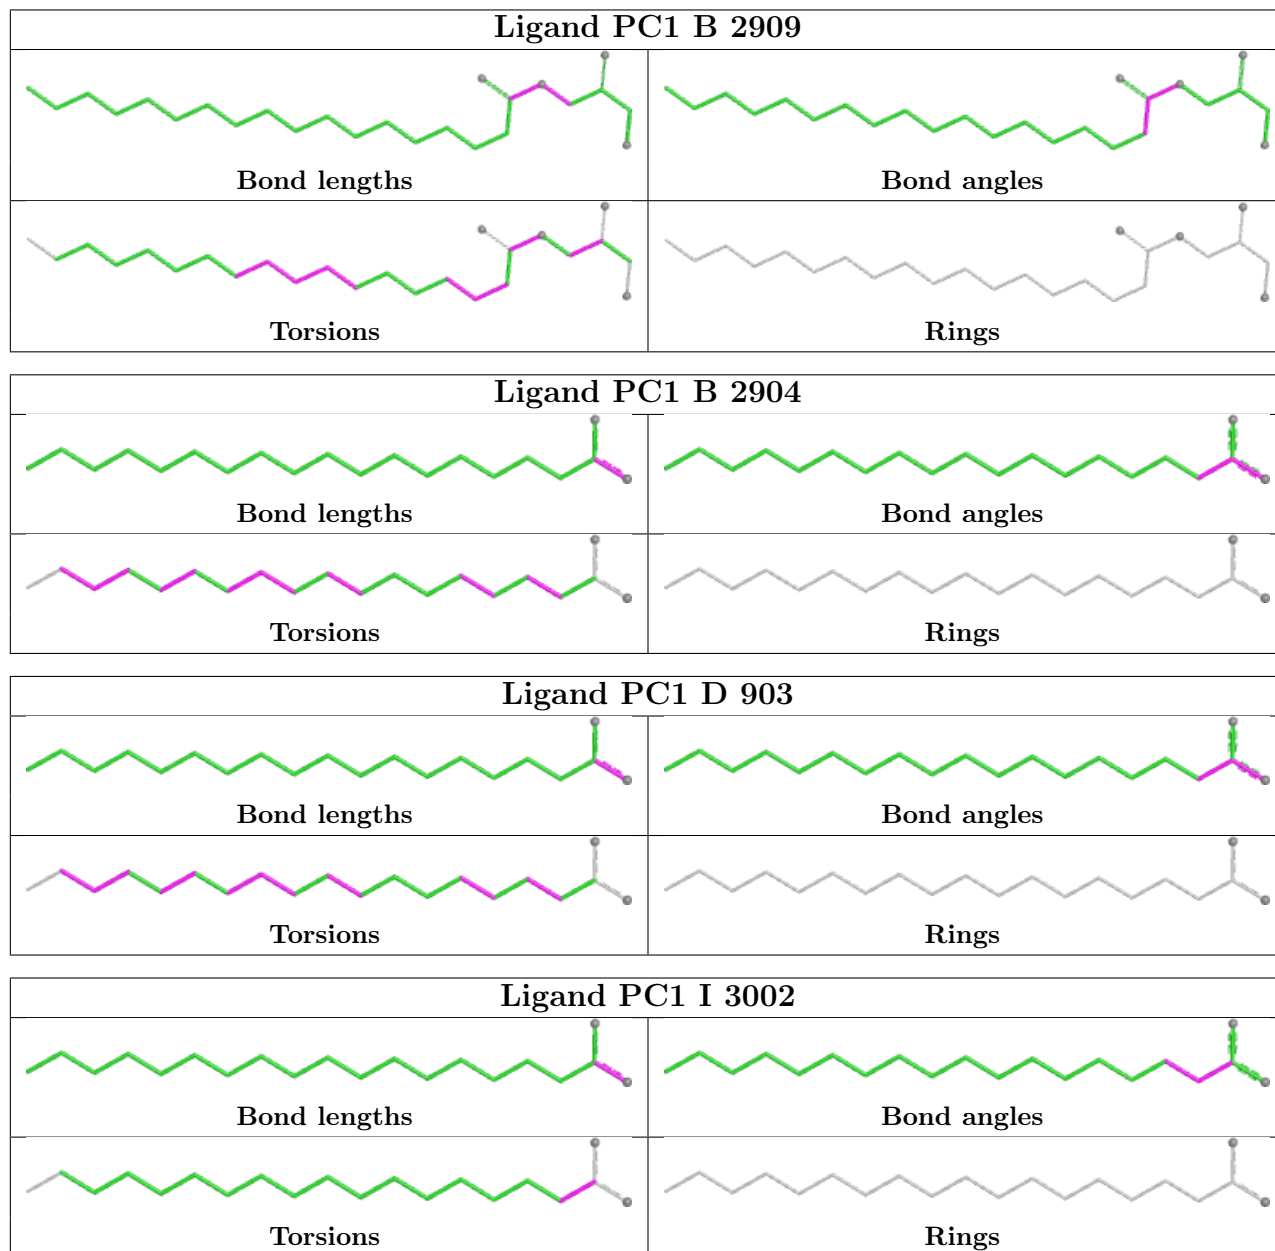 Ligand PC1 B 2909
Bond lengths
Bond angles
Torsions
Rings
Ligand PC1 B 2904
Bond lengths
Bond angles
Torsions
Rings
Ligand PC1 D 903
Bond lengths
Bond angles
Torsions
Rings
Ligand PC1 I 3002
Bond lengths
Bond angles
Torsions
Rings